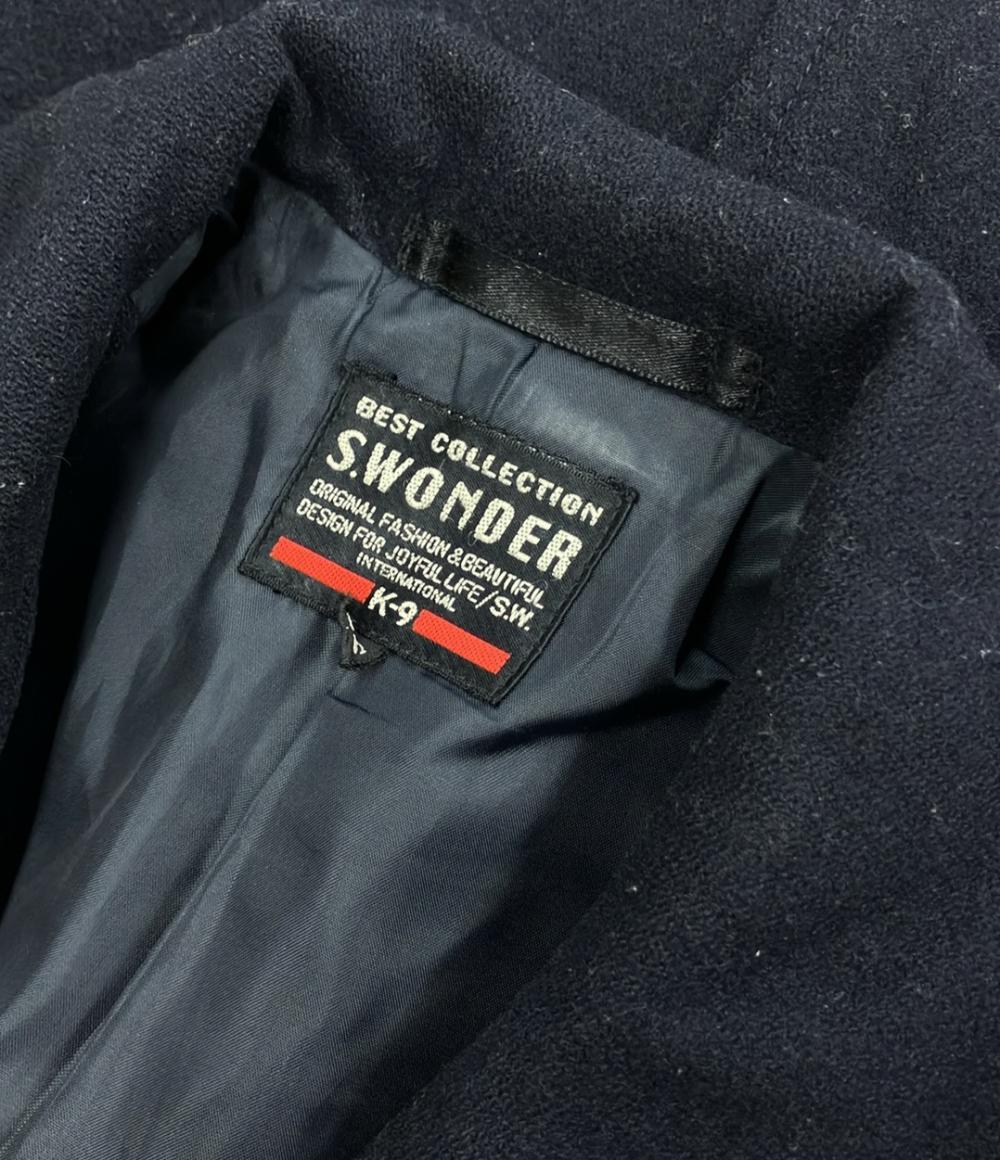 BEST COLLECTION
S.WONDER
ORIGINAL FASHION & BEAUTIFUL
DESIGN FOR JOYFUL LIFE/S.W.
INTERNATIONAL
K-9